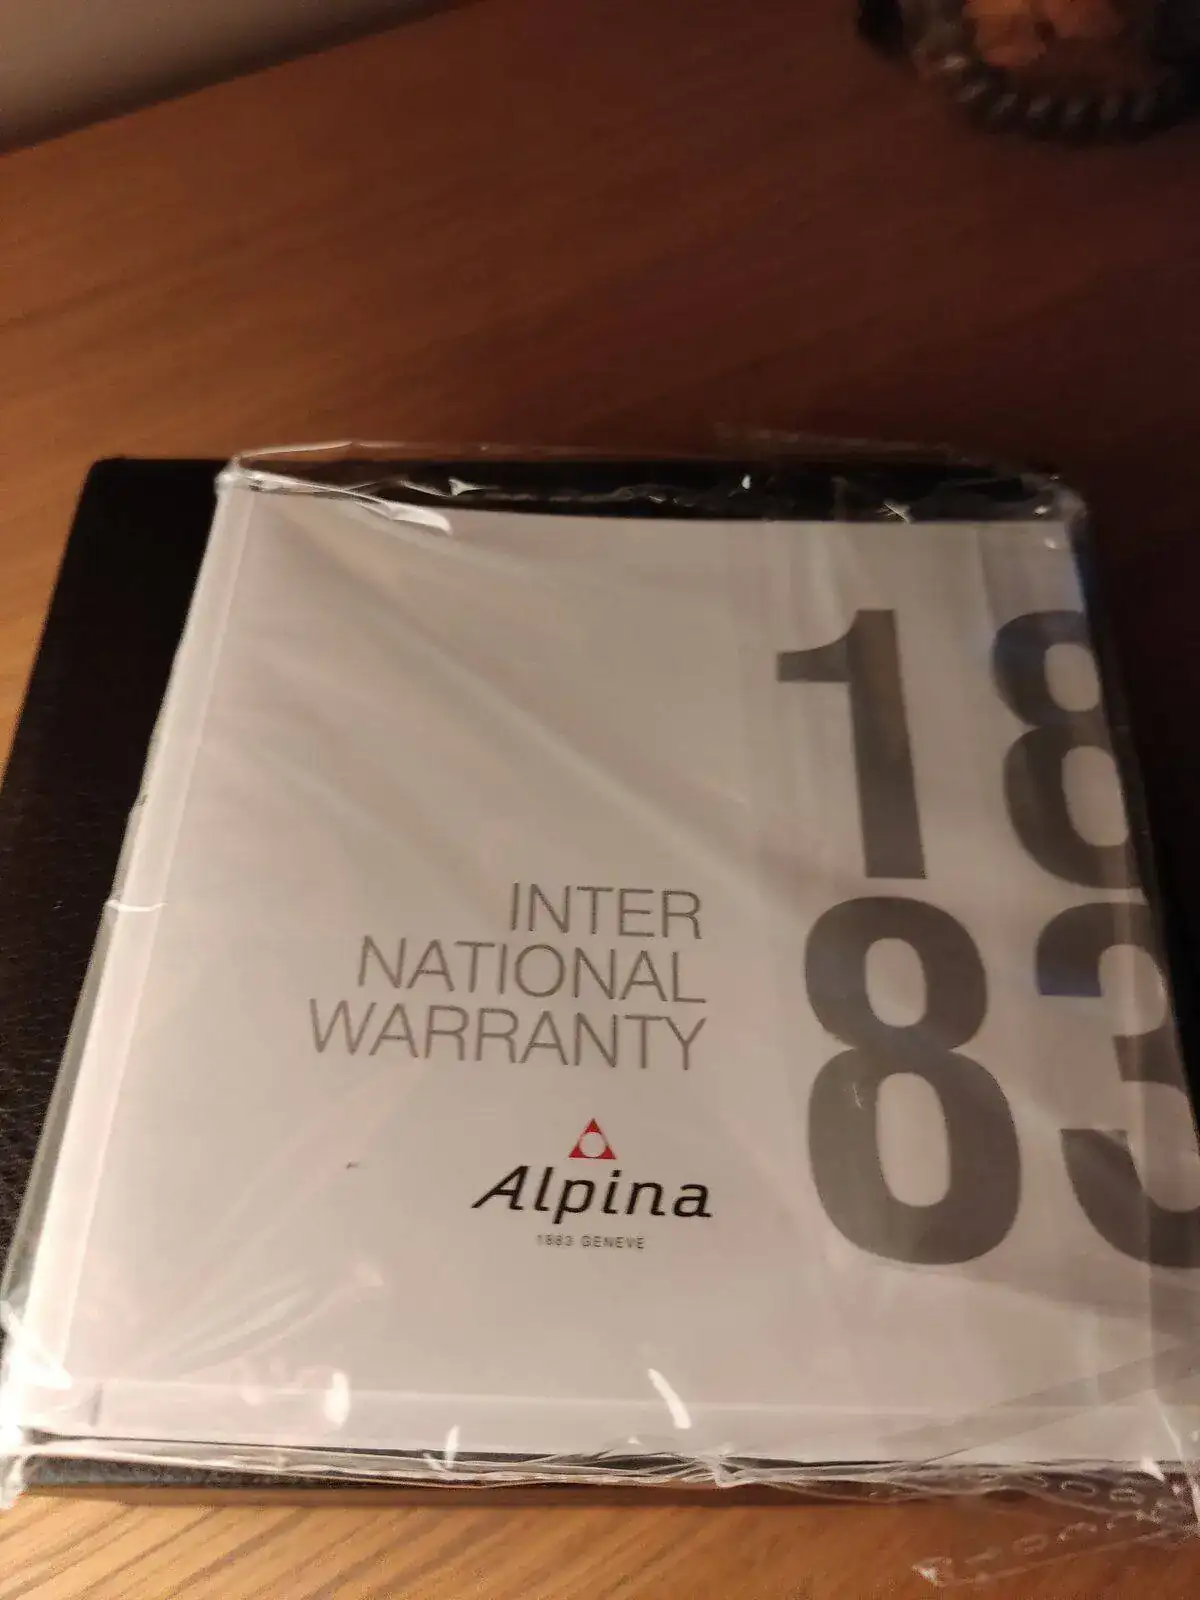 18
83
INTER
NATIONAL
WARRANTY
Alpina
1883 GENEVE